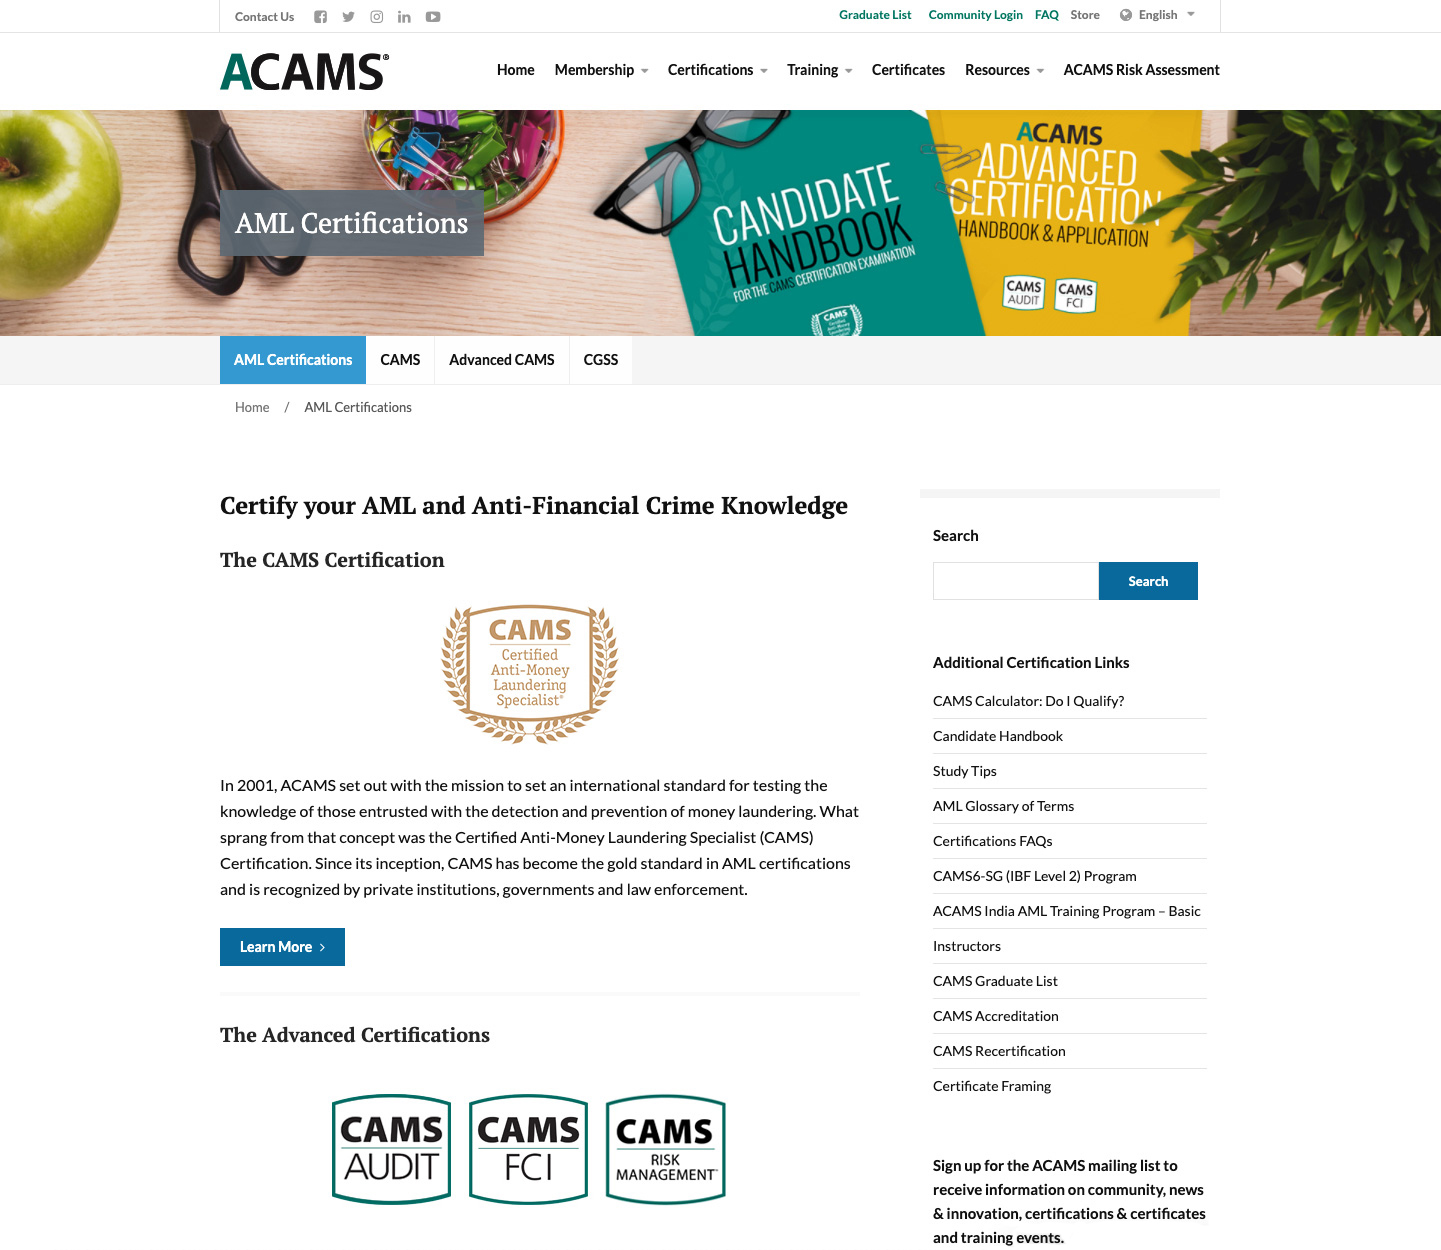 Contact Us
Graduate List Community Login FAQ Store English
ACAMS®
Home Membership Certifications Training Certificates Resources ACAMS Risk Assessment
AML Certifications
CANDIDATE
HANDBOOK
FOR THE CAMS CERTIFICATION EXAMINATION
CAMS
Certified
Anti-Money
Laundering
ACAMS
ADVANCED
CERTIFICATION
HANDBOOK & APPLICATION
CAMS
AUDIT
CAMS
FCI
AML Certifications CAMS Advanced CAMS CGSS
Home / AML Certifications
Certify your AML and Anti-Financial Crime Knowledge
The CAMS Certification
CAMS
Certified
Anti-Money
Laundering
Specialist®
In 2001, ACAMS set out with the mission to set an international standard for testing the
knowledge of those entrusted with the detection and prevention of money laundering. What
sprang from that concept was the Certified Anti-Money Laundering Specialist (CAMS)
Certification. Since its inception, CAMS has become the gold standard in AML certifications
and is recognized by private institutions, governments and law enforcement.
Learn More >
The Advanced Certifications
CAMS
AUDIT
CAMS
FCI
CAMS
RISK
MANAGEMENT
Search
Search
Additional Certification Links
CAMS Calculator: Do I Qualify?
Candidate Handbook
Study Tips
AML Glossary of Terms
Certifications FAQs
CAMS6-SG (IBF Level 2) Program
ACAMS India AML Training Program – Basic
Instructors
CAMS Graduate List
CAMS Accreditation
CAMS Recertification
Certificate Framing
Sign up for the ACAMS mailing list to
receive information on community, news
& innovation, certifications & certificates
and training events.